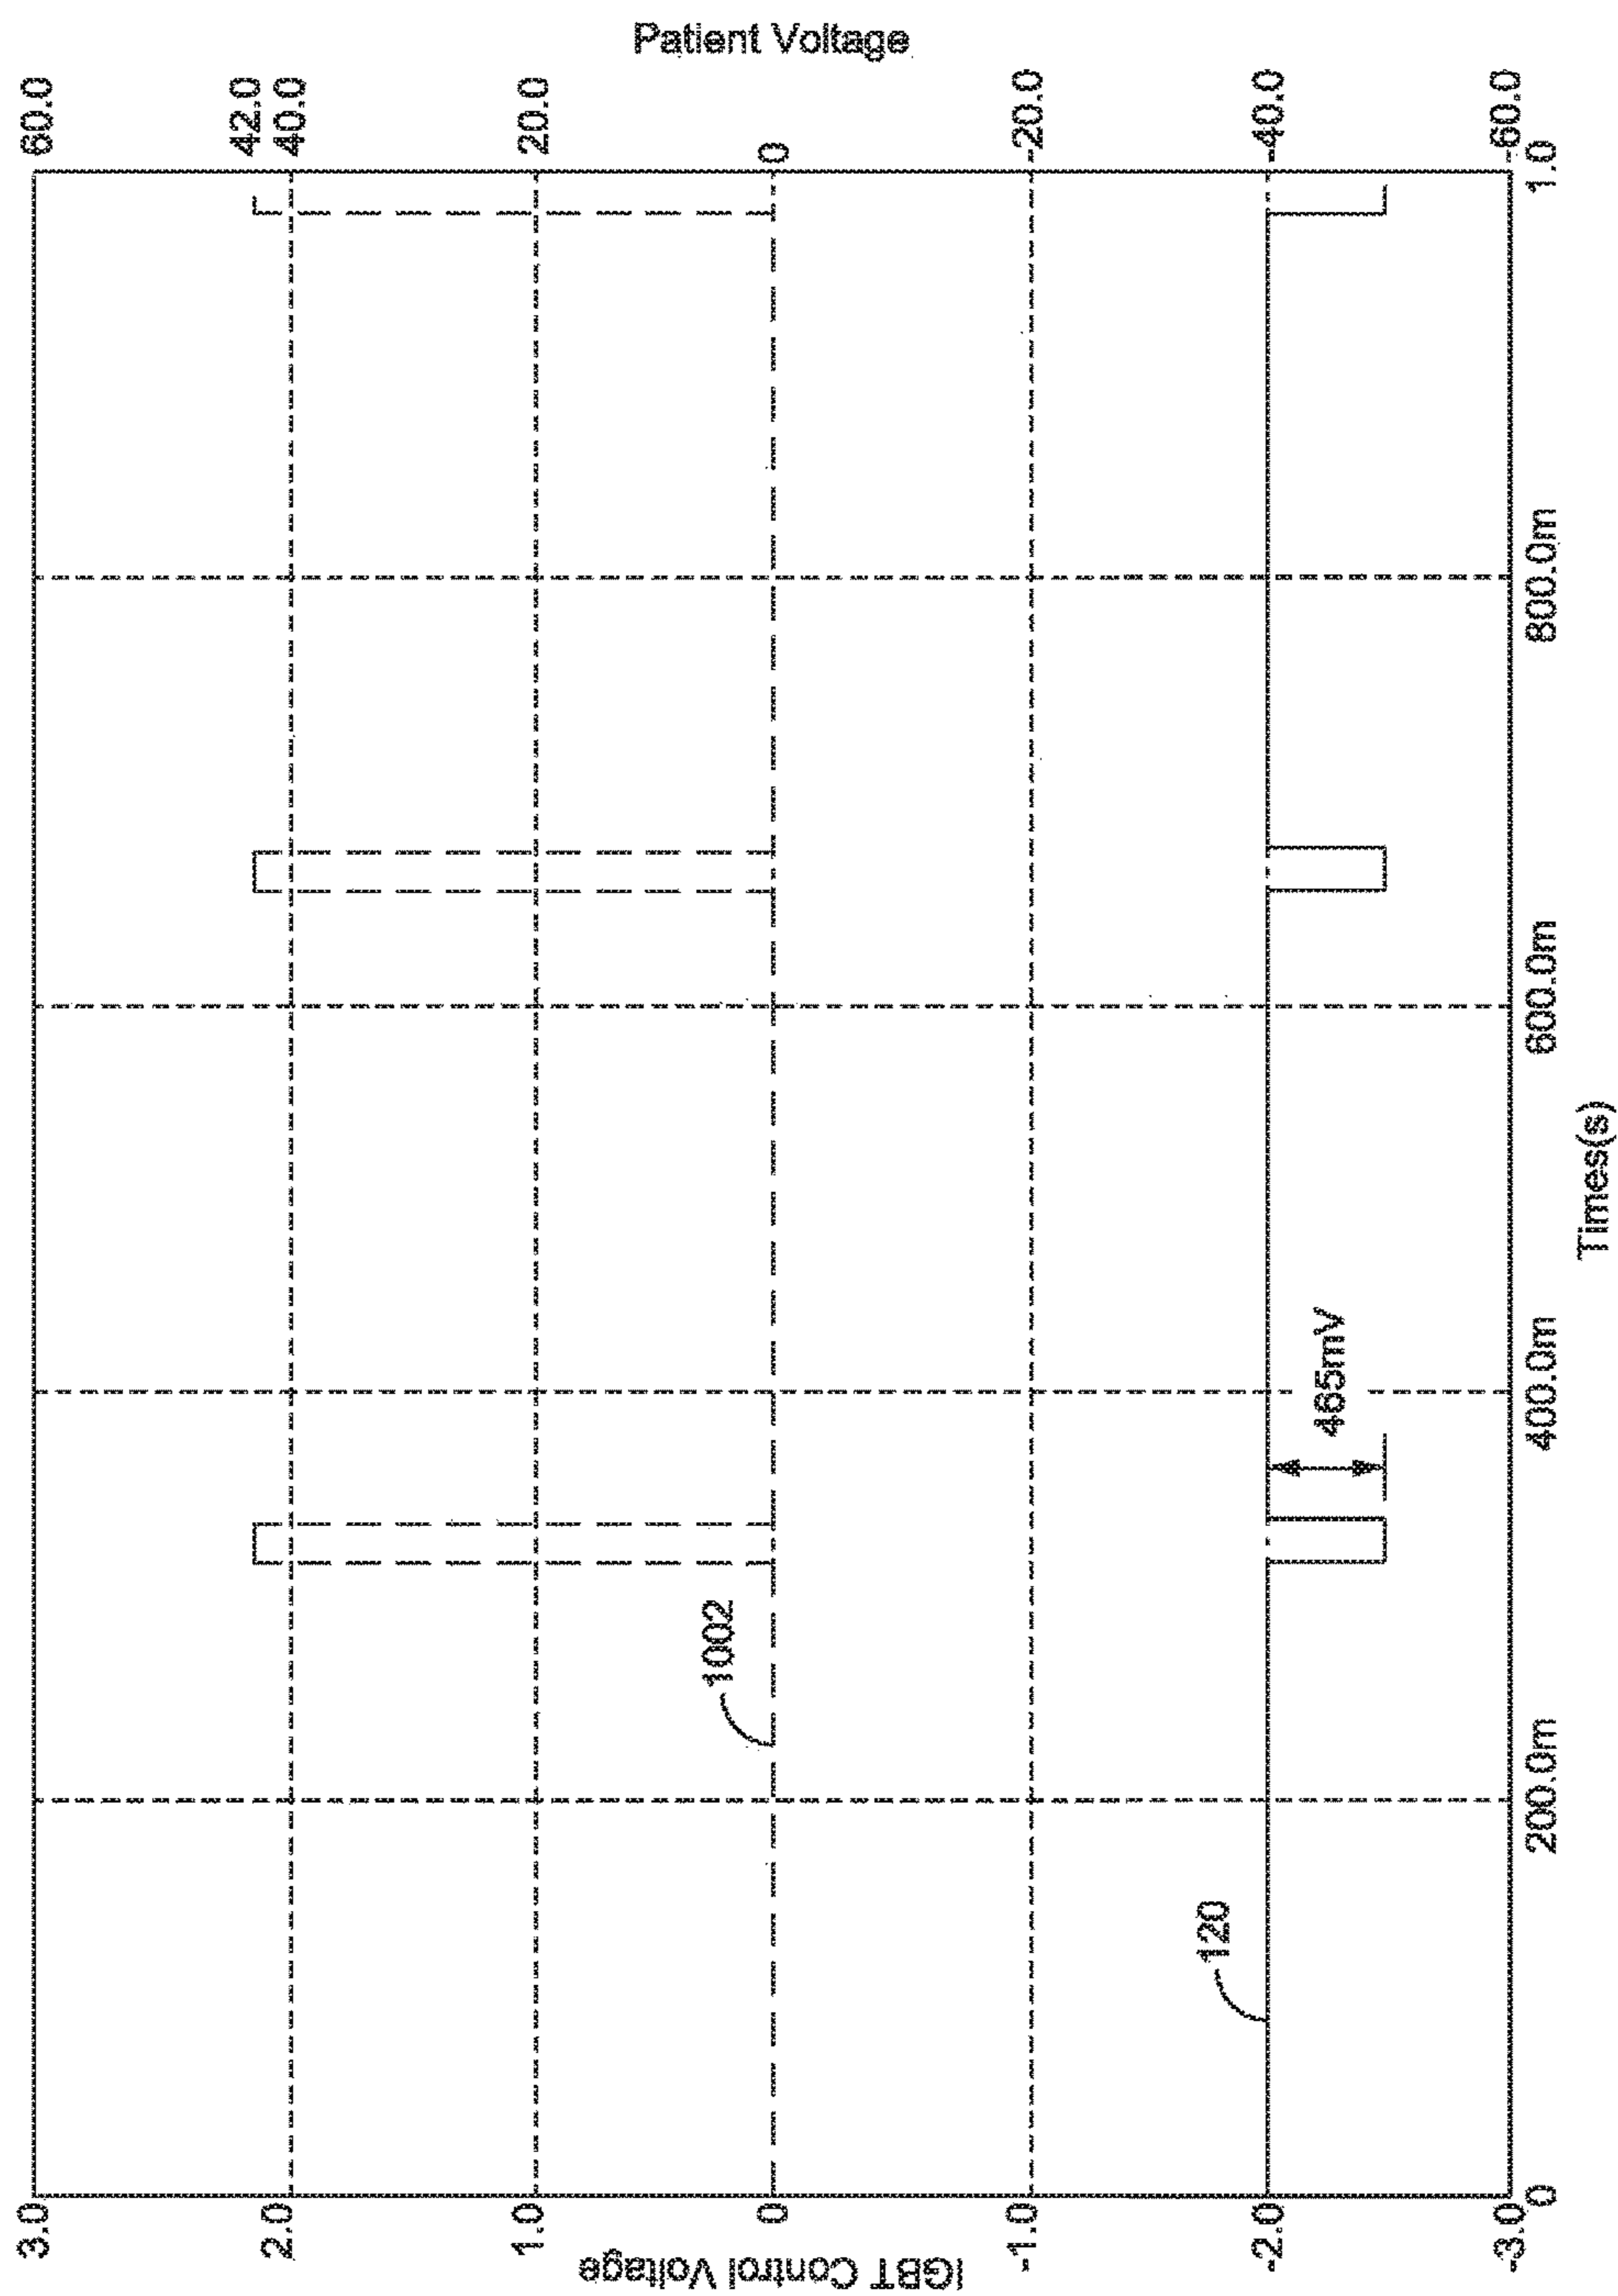 Patient Voltage
60.0
42.0
40.0
20.0
0
-20.0
-40.0
-60.0
3.0
2.0
1.0
0
-1.0
-2.0
-3.0
IGBT Control Voltage
1002
120
465mV
0
200.0m
400.0m
600.0m
800.0m
1.0
Times(s)